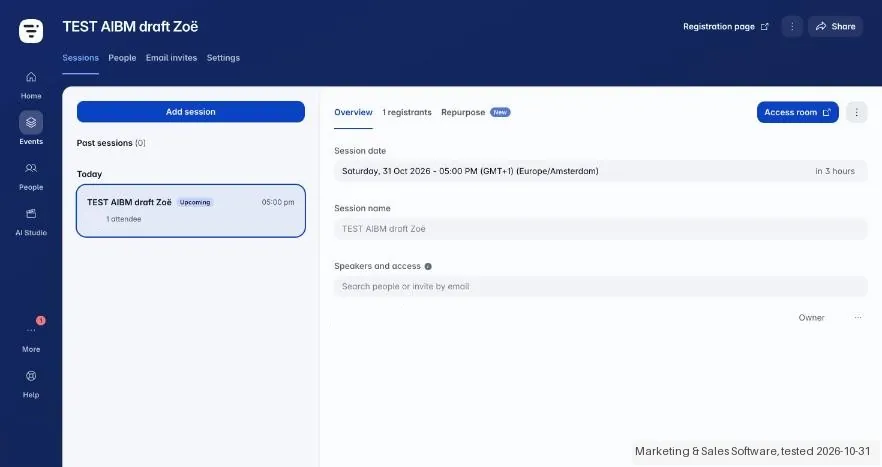 TEST AIBM draft Zoë
Registration page
Share
Sessions People Email invites Settings
Home
Events
People
AI Studio
1
More
Help
Add session
Past sessions (0)
Today
TEST AIBM draft Zoë Upcoming 05:00 pm
1 attendee
Overview 1 registrants Repurpose New
Access room
Session date
Saturday, 31 Oct 2026 - 05:00 PM (GMT+1) (Europe/Amsterdam) in 3 hours
Session name
TEST AIBM draft Zoë
Speakers and access
Search people or invite by email
Owner
Marketing & Sales Software, tested 2026-10-31